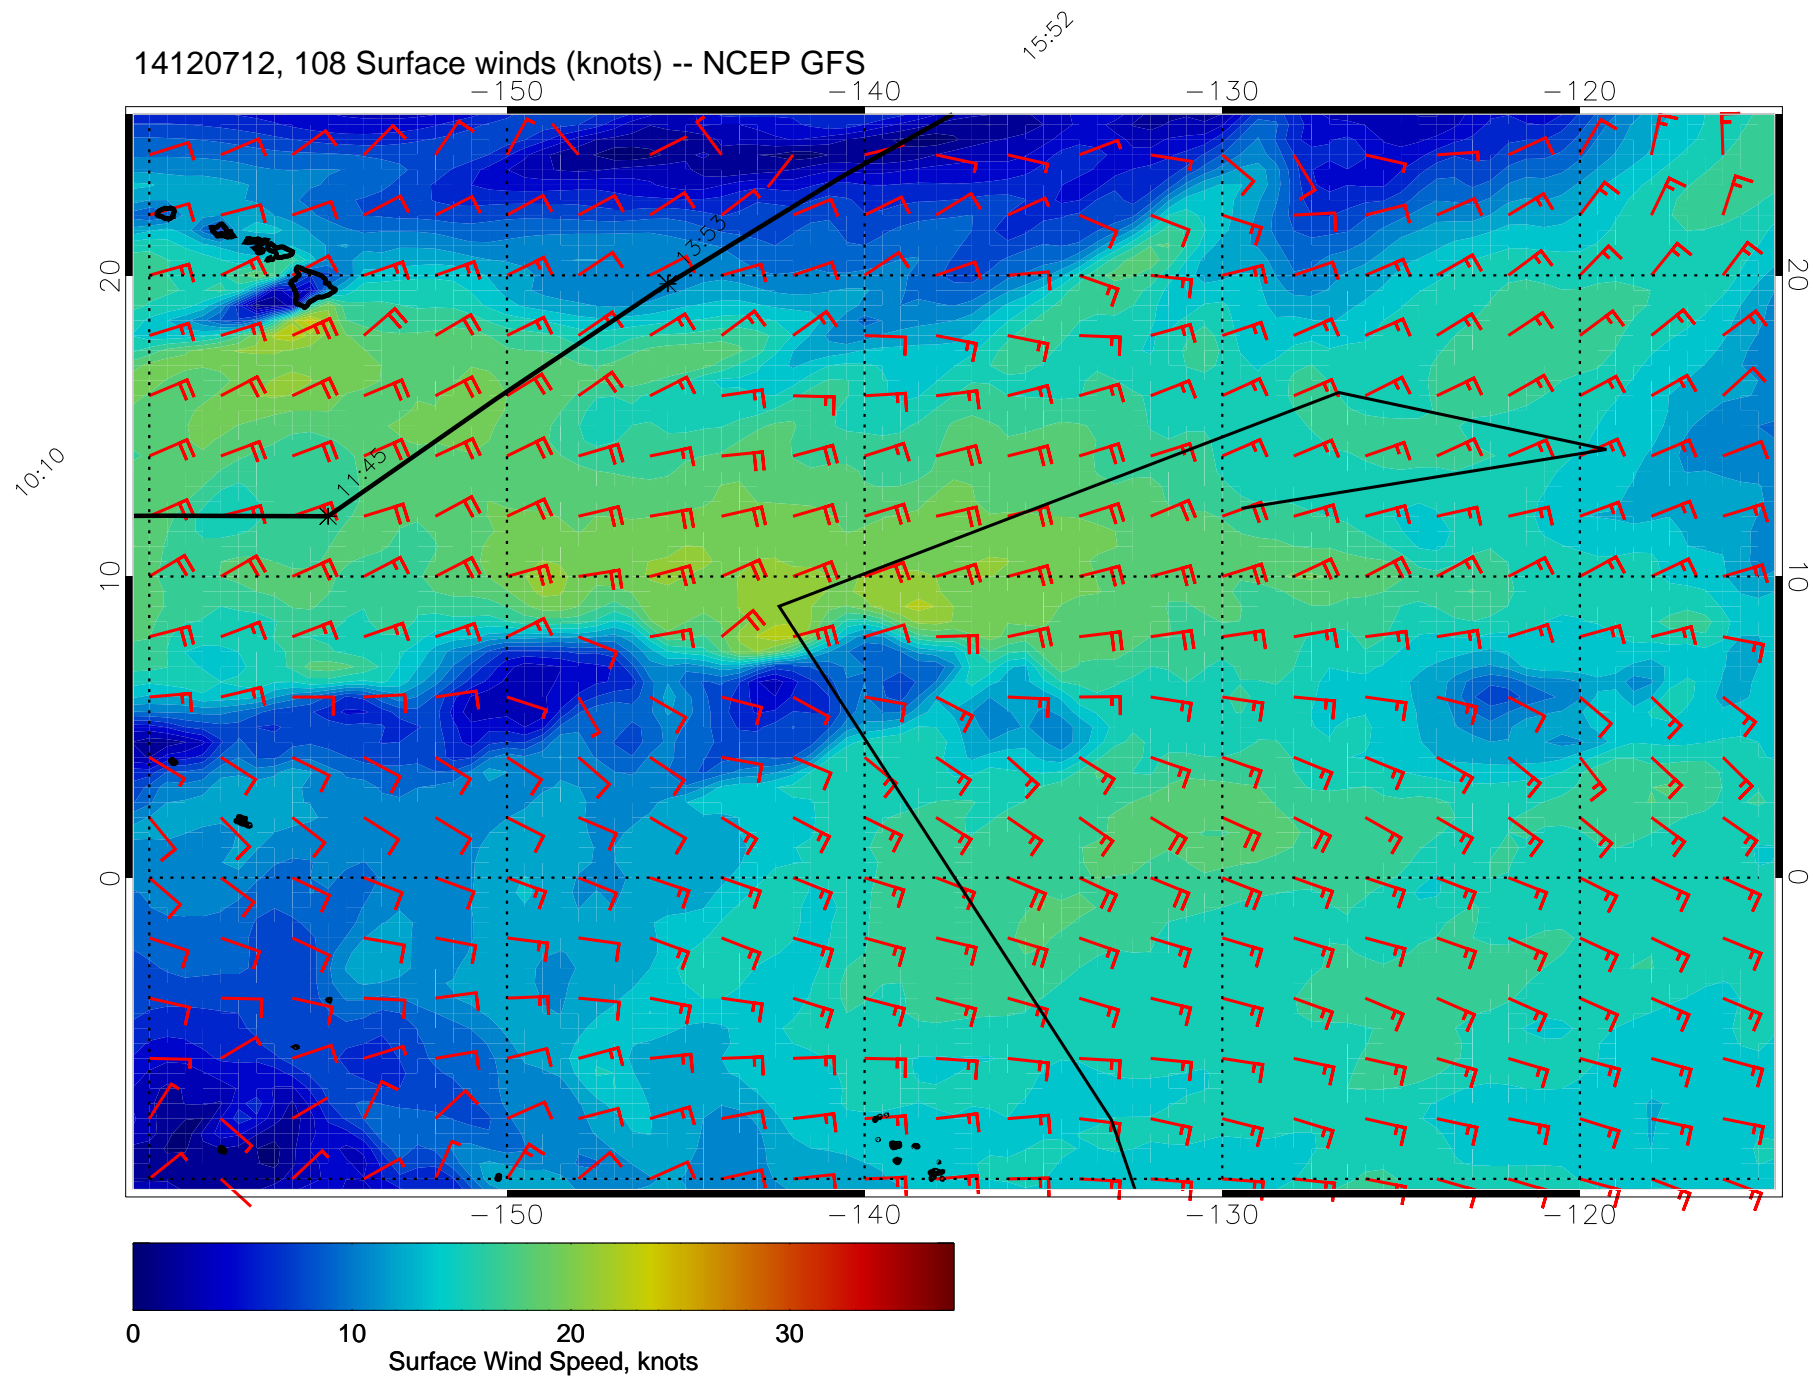 15:52
14120712, 108 Surface winds (knots) -- NCEP GFS
−150 −140 −130 −120
13:53
20 20
10:10
11:45
10 10
0 0
−150 −140 −130 −120
0 10 20 30
Surface Wind Speed, knots